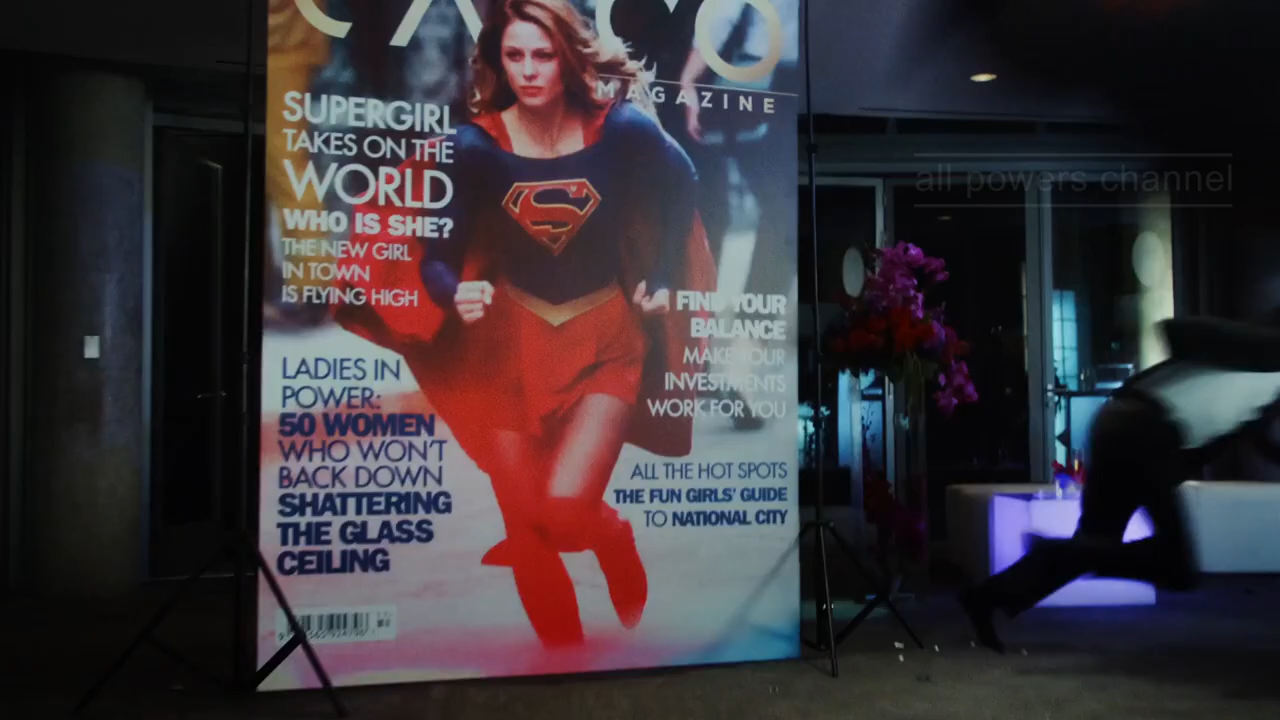 CATCO
MAGAZINE
SUPERGIRL
TAKES ON THE
WORLD
WHO IS SHE?
THE NEW GIRL
IN TOWN
IS FLYING HIGH
LADIES IN
POWER:
50 WOMEN
WHO WON'T
BACK DOWN
SHATTERING
THE GLASS
CEILING
FIND YOUR
BALANCE
MAKE YOUR
INVESTMENTS
WORK FOR YOU
ALL THE HOT SPOTS
THE FUN GIRLS' GUIDE
TO NATIONAL CITY
all powers channel